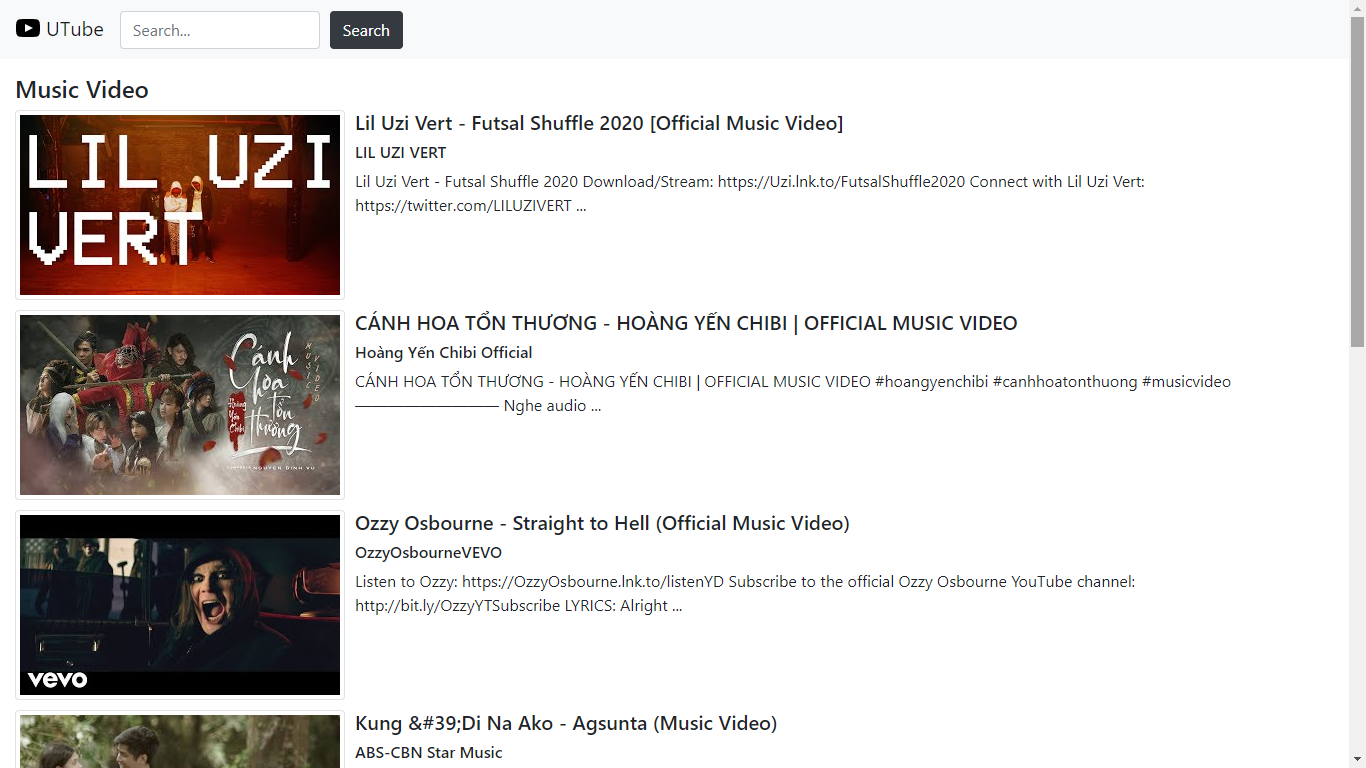 UTube
Search...
Search
Music Video
LIL UZI
VERT
Lil Uzi Vert - Futsal Shuffle 2020 [Official Music Video]
LIL UZI VERT
Lil Uzi Vert - Futsal Shuffle 2020 Download/Stream: https://Uzi.lnk.to/FutsalShuffle2020 Connect with Lil Uzi Vert:
https://twitter.com/LILUZIVERT ...
Cánh
hoa
tổn
thương
MUSIC
VIDEO
Hoàng
Yến
Chibi
NGUYEN DINH VU
CÁNH HOA TỔN THƯƠNG - HOÀNG YẾN CHIBI | OFFICIAL MUSIC VIDEO
Hoàng Yến Chibi Official
CÁNH HOA TỔN THƯƠNG - HOÀNG YẾN CHIBI | OFFICIAL MUSIC VIDEO #hoangyenchibi #canhhoatonthuong #musicvideo
————————— Nghe audio ...
vevo
Ozzy Osbourne - Straight to Hell (Official Music Video)
OzzyOsbourneVEVO
Listen to Ozzy: https://OzzyOsbourne.lnk.to/listenYD Subscribe to the official Ozzy Osbourne YouTube channel:
http://bit.ly/OzzyYTSubscribe LYRICS: Alright ...
Kung &#39;Di Na Ako - Agsunta (Music Video)
ABS-CBN Star Music